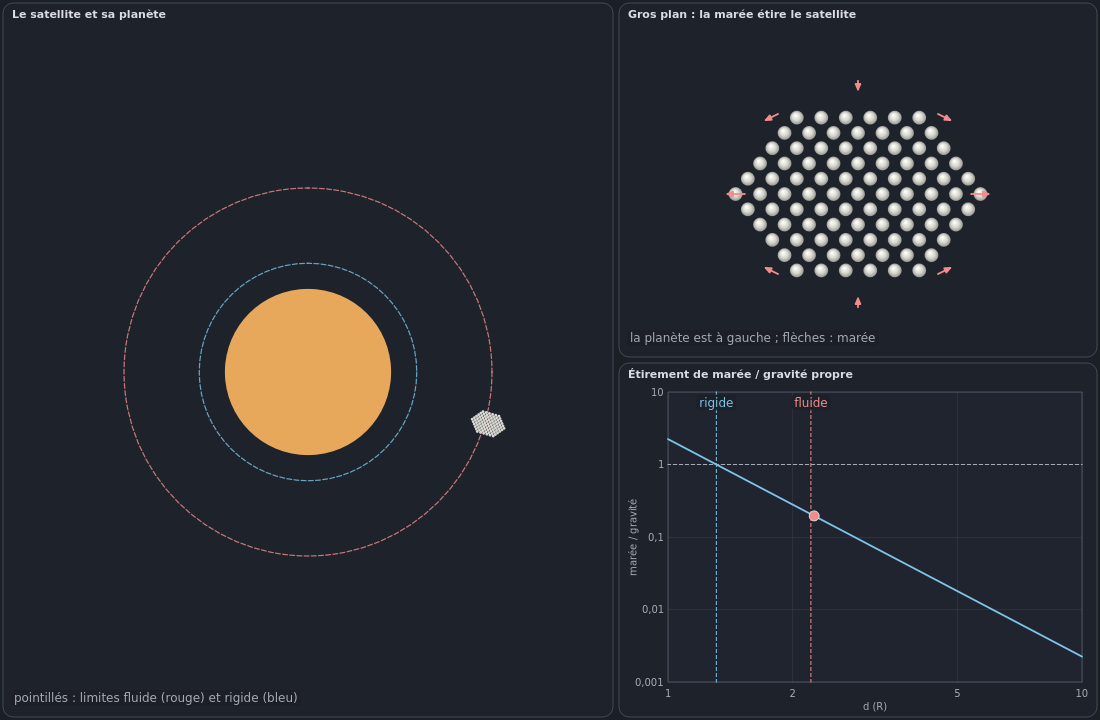 Le satellite et sa planète
pointillés : limites fluide (rouge) et rigide (bleu)
Gros plan : la marée étire le satellite
la planète est à gauche ; flèches : marée
Étirement de marée / gravité propre
10
1
0,1
0,01
0,001
marée / gravité
rigide
fluide
1
2
5
10
d (R)